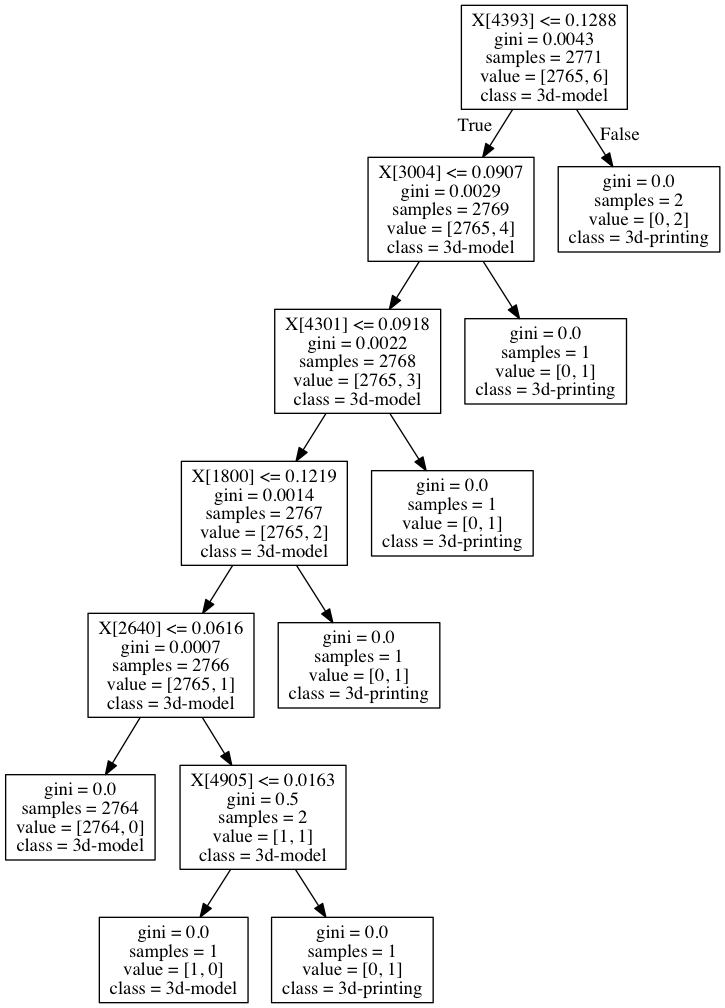 X[4393] <= 0.1288
gini = 0.0043
samples = 2771
value = [2765, 6]
class = 3d-model
True
False
X[3004] <= 0.0907
gini = 0.0029
samples = 2769
value = [2765, 4]
class = 3d-model
gini = 0.0
samples = 2
value = [0, 2]
class = 3d-printing
X[4301] <= 0.0918
gini = 0.0022
samples = 2768
value = [2765, 3]
class = 3d-model
gini = 0.0
samples = 1
value = [0, 1]
class = 3d-printing
X[1800] <= 0.1219
gini = 0.0014
samples = 2767
value = [2765, 2]
class = 3d-model
gini = 0.0
samples = 1
value = [0, 1]
class = 3d-printing
X[2640] <= 0.0616
gini = 0.0007
samples = 2766
value = [2765, 1]
class = 3d-model
gini = 0.0
samples = 1
value = [0, 1]
class = 3d-printing
gini = 0.0
samples = 2764
value = [2764, 0]
class = 3d-model
X[4905] <= 0.0163
gini = 0.5
samples = 2
value = [1, 1]
class = 3d-model
gini = 0.0
samples = 1
value = [1, 0]
class = 3d-model
gini = 0.0
samples = 1
value = [0, 1]
class = 3d-printing